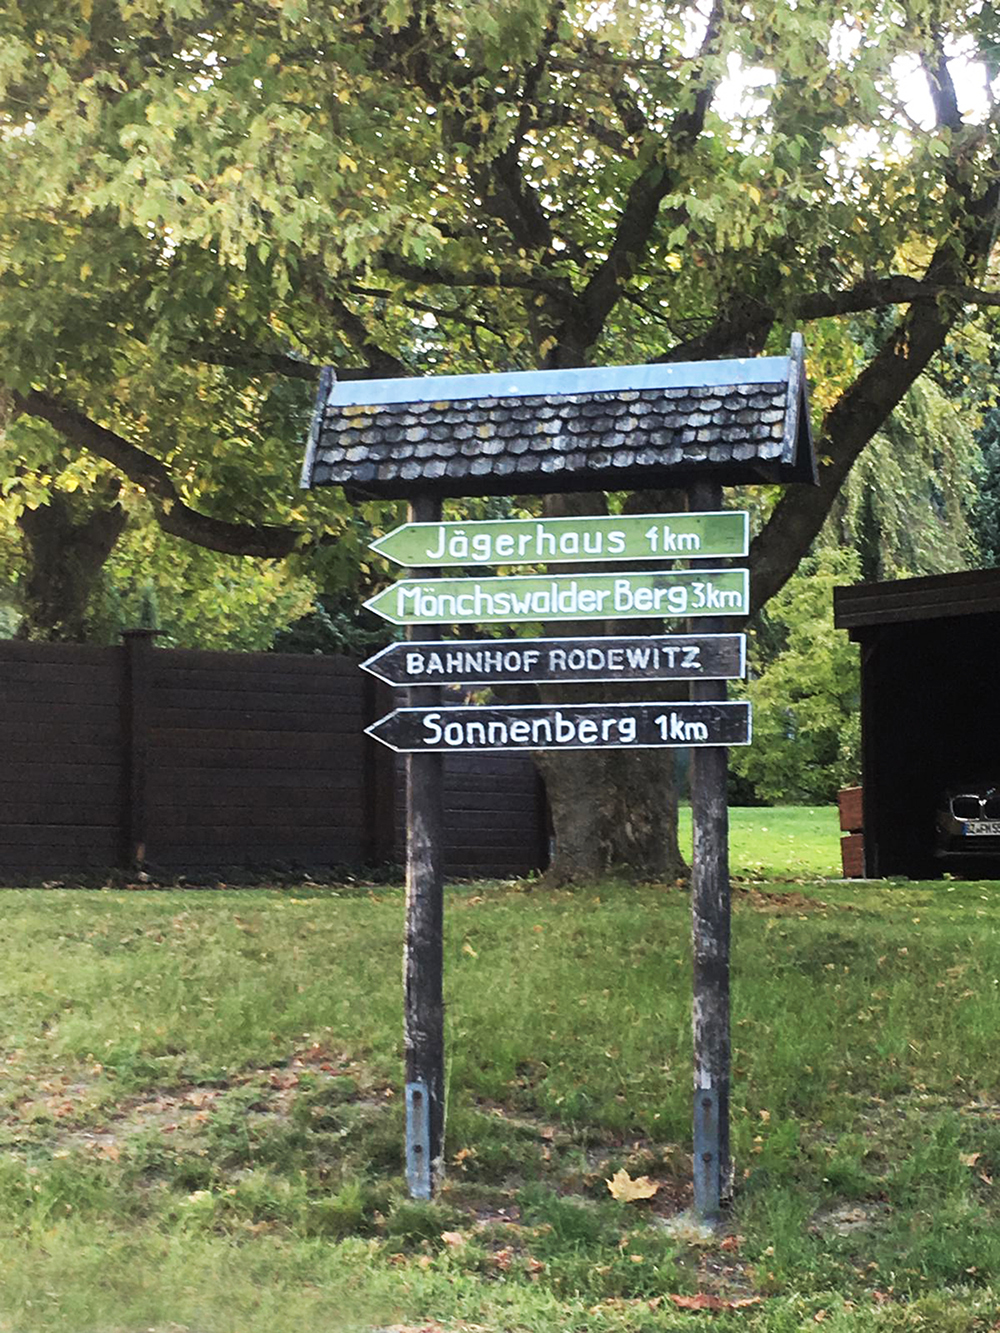 Jägerhaus 1km
Mönchswalder Berg 3km
BAHNHOF RODEWITZ
Sonnenberg 1km